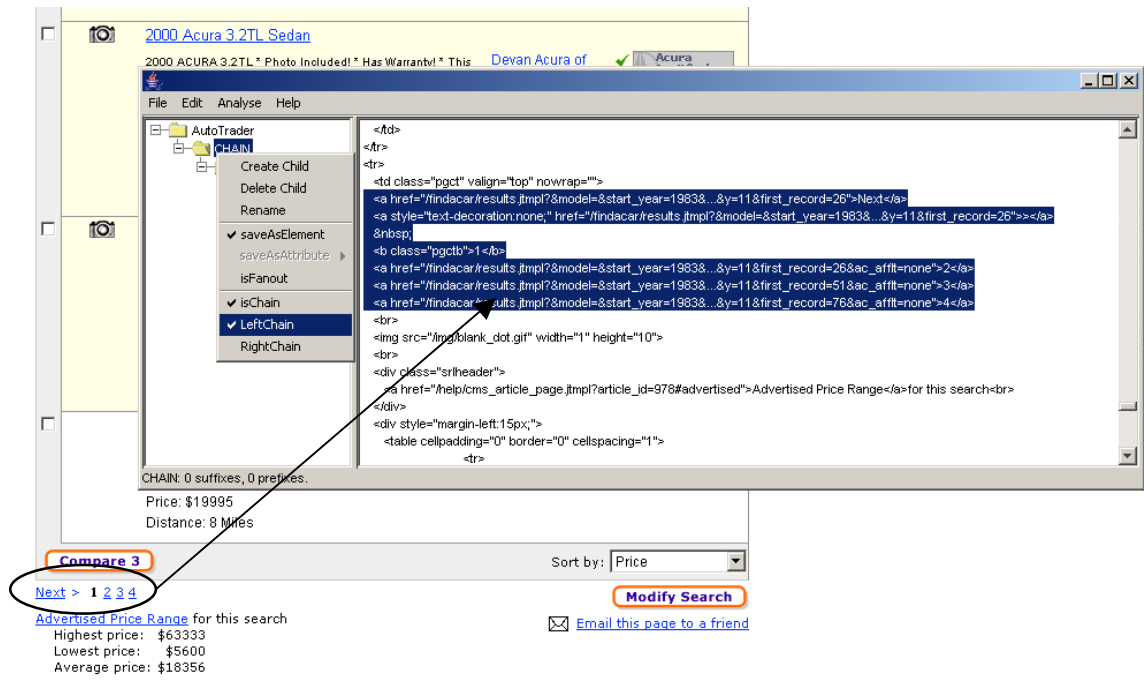 2000 Acura 3.2TL Sedan
2000 ACURA 3.2TL * Photo Included! * Has Warranty! * This
Devan Acura of
Acura
File Edit Analyse Help
AutoTrader
CHAIN
Create Child
Delete Child
Rename
saveAsElement
saveAsAttribute
isFanout
isChain
LeftChain
RightChain
</td>
</tr>
<tr>
<td class="pgct" valign="top" nowrap="">
<a href="/findacar/results.jtmpl?&model=&start_year=1983&...&y=11&first_record=26">Next</a>
<a style="text-decoration:none;" href="/findacar/results.jtmpl?&model=&start_year=1983&...&y=11&first_record=26">></a>
&nbsp;
<b class="pgctb">1</b>
<a href="/findacar/results.jtmpl?&model=&start_year=1983&...&y=11&first_record=26&ac_afflt=none">2</a>
<a href="/findacar/results.jtmpl?&model=&start_year=1983&...&y=11&first_record=51&ac_afflt=none">3</a>
<a href="/findacar/results.jtmpl?&model=&start_year=1983&...&y=11&first_record=76&ac_afflt=none">4</a>
<br>
<img src="/img/blank_dot.gif" width="1" height="10">
<br>
<div class="srlheader">
<a href="/help/cms_article_page.jtmpl?article_id=978#advertised">Advertised Price Range</a>for this search<br>
</div>
<div style="margin-left:15px;">
<table cellpadding="0" border="0" cellspacing="1">
<tr>
CHAIN: 0 suffixes, 0 prefixes.
Price: $19995
Distance: 8 Miles
Compare 3
Sort by: Price
Next > 1 2 3 4
Modify Search
Advertised Price Range for this search
Email this page to a friend
Highest price: $63333
Lowest price: $5600
Average price: $18356